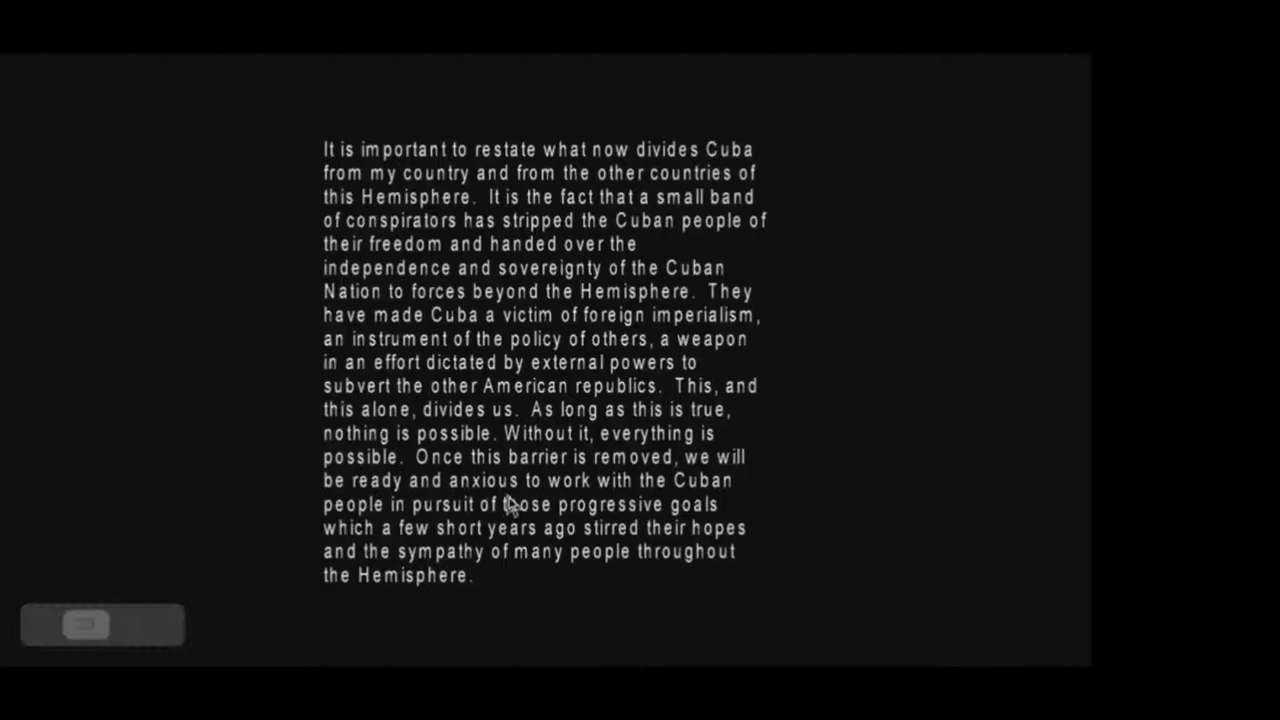 It is important to restate what now divides Cuba
from my country and from the other countries of
this Hemisphere.  It is the fact that a small band
of conspirators has stripped the Cuban people of
their freedom and handed over the
independence and sovereignty of the Cuban
Nation to forces beyond the Hemisphere.  They
have made Cuba a victim of foreign imperialism,
an instrument of the policy of others, a weapon
in an effort dictated by external powers to
subvert the other American republics.  This, and
this alone, divides us.  As long as this is true,
nothing is possible. Without it, everything is
possible.  Once this barrier is removed, we will
be ready and anxious to work with the Cuban
people in pursuit of those progressive goals
which a few short years ago stirred their hopes
and the sympathy of many people throughout
the Hemisphere.